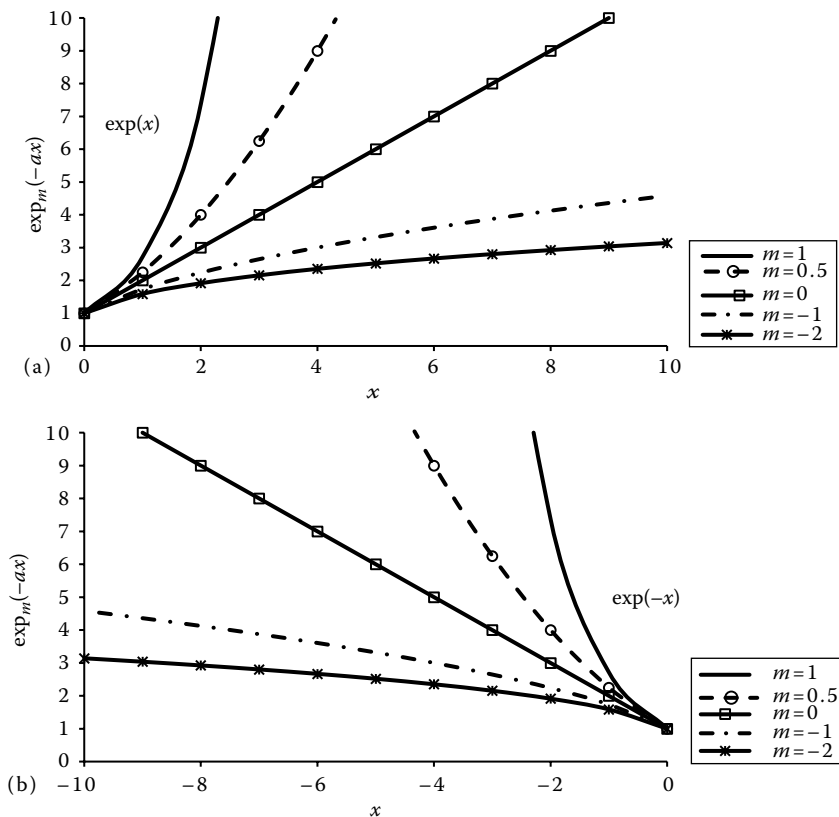 10
9
8
7
6
5
4
3
2
1
0
exp_m(−ax)
exp(x)
0 2 4 6 8 10
x
(a)
m=1
m=0.5
m=0
m=−1
m=−2
10
9
8
7
6
5
4
3
2
1
0
exp_m(−ax)
exp(−x)
−10 −8 −6 −4 −2 0
x
(b)
m=1
m=0.5
m=0
m=−1
m=−2